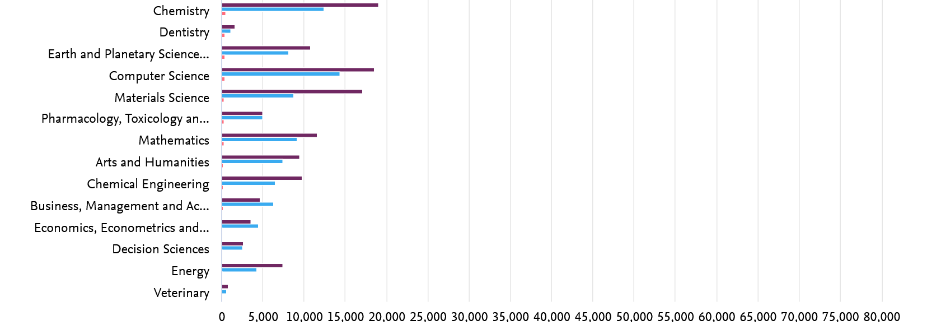 Chemistry
Dentistry
Earth and Planetary Science...
Computer Science
Materials Science
Pharmacology, Toxicology an...
Mathematics
Arts and Humanities
Chemical Engineering
Business, Management and Ac...
Economics, Econometrics and...
Decision Sciences
Energy
Veterinary
0 5,000 10,000 15,000 20,000 25,000 30,000 35,000 40,000 45,000 50,000 55,000 60,000 65,000 70,000 75,000 80,000